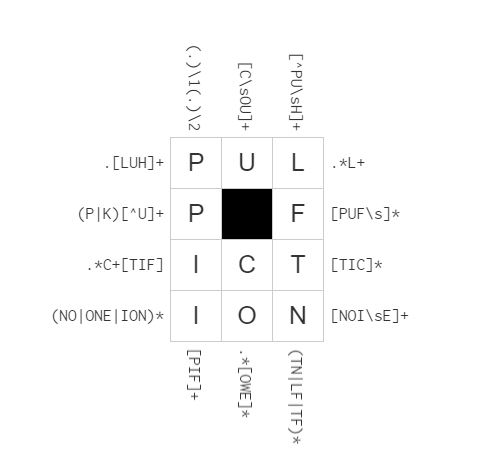 (.)\1(.)\2 [C\sOU]+ [^PU\sH]+
.[LUH]+ P U L .*L+
(P|K)[^U]+ P F [PUF\s]*
.*C+[TIF] I C T [TIC]*
(NO|ONE|ION)* I O N [NOI\sE]+
[PIF]+ .*[OWE]* (TN|LF|TF)*